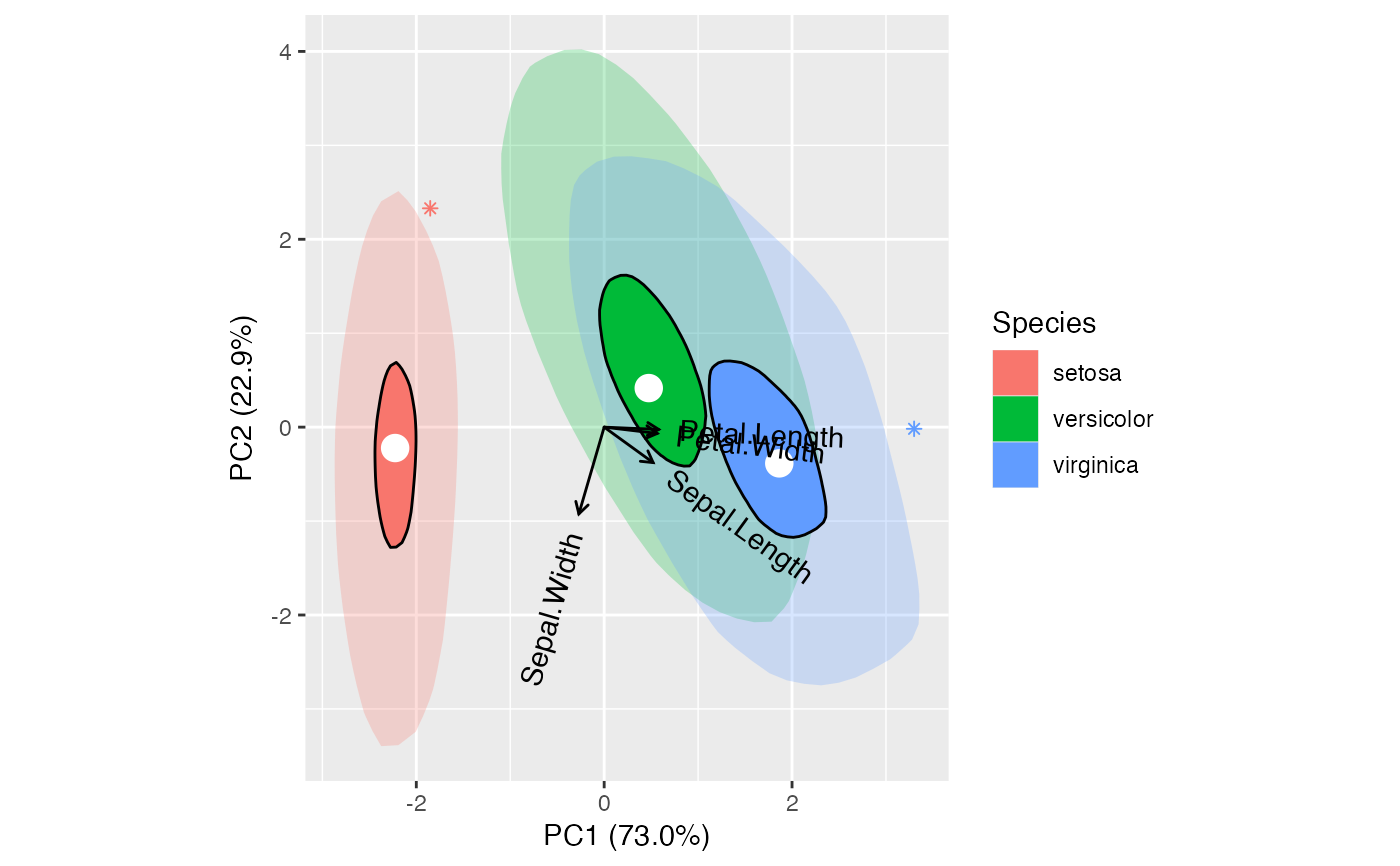 4
2
0
-2
PC2 (22.9%)
-2
0
2
PC1 (73.0%)
Petal.Length
Petal.Width
Sepal.Length
Sepal.Width
Species
setosa
versicolor
virginica